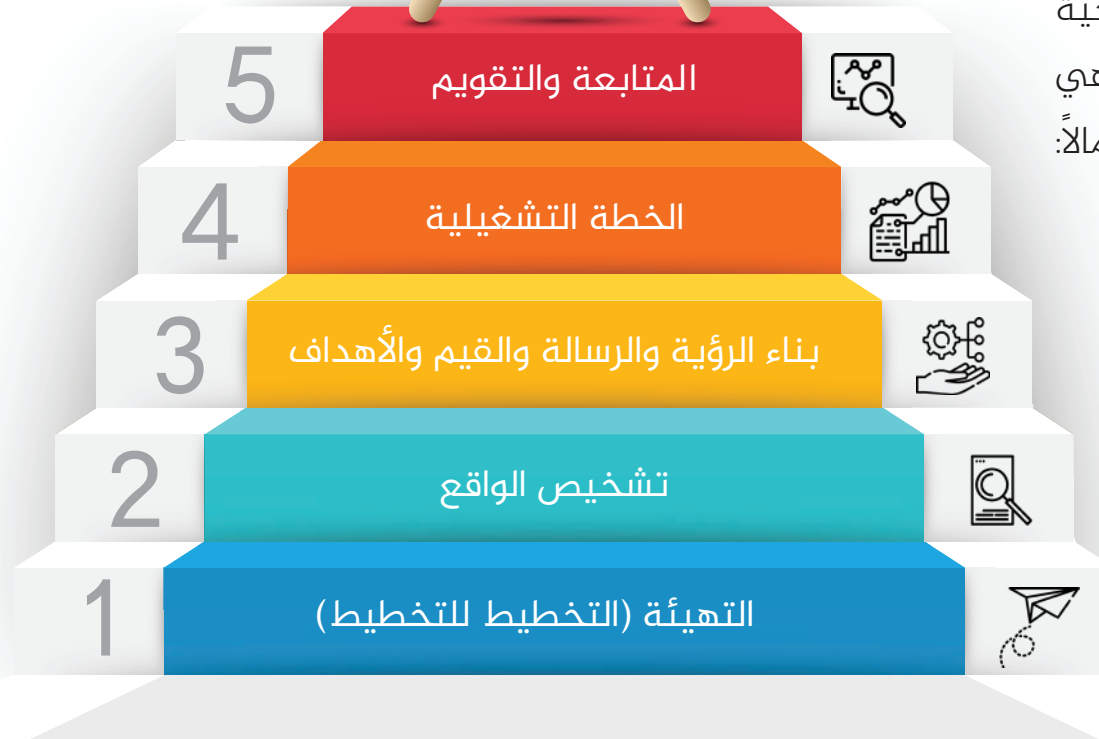 5
المتابعة والتقويم
4
الخطة التشغيلية
3
بناء الرؤية والرسالة والقيم والأهداف
2
تشخيص الواقع
1
التهيئة (التخطيط للتخطيط)